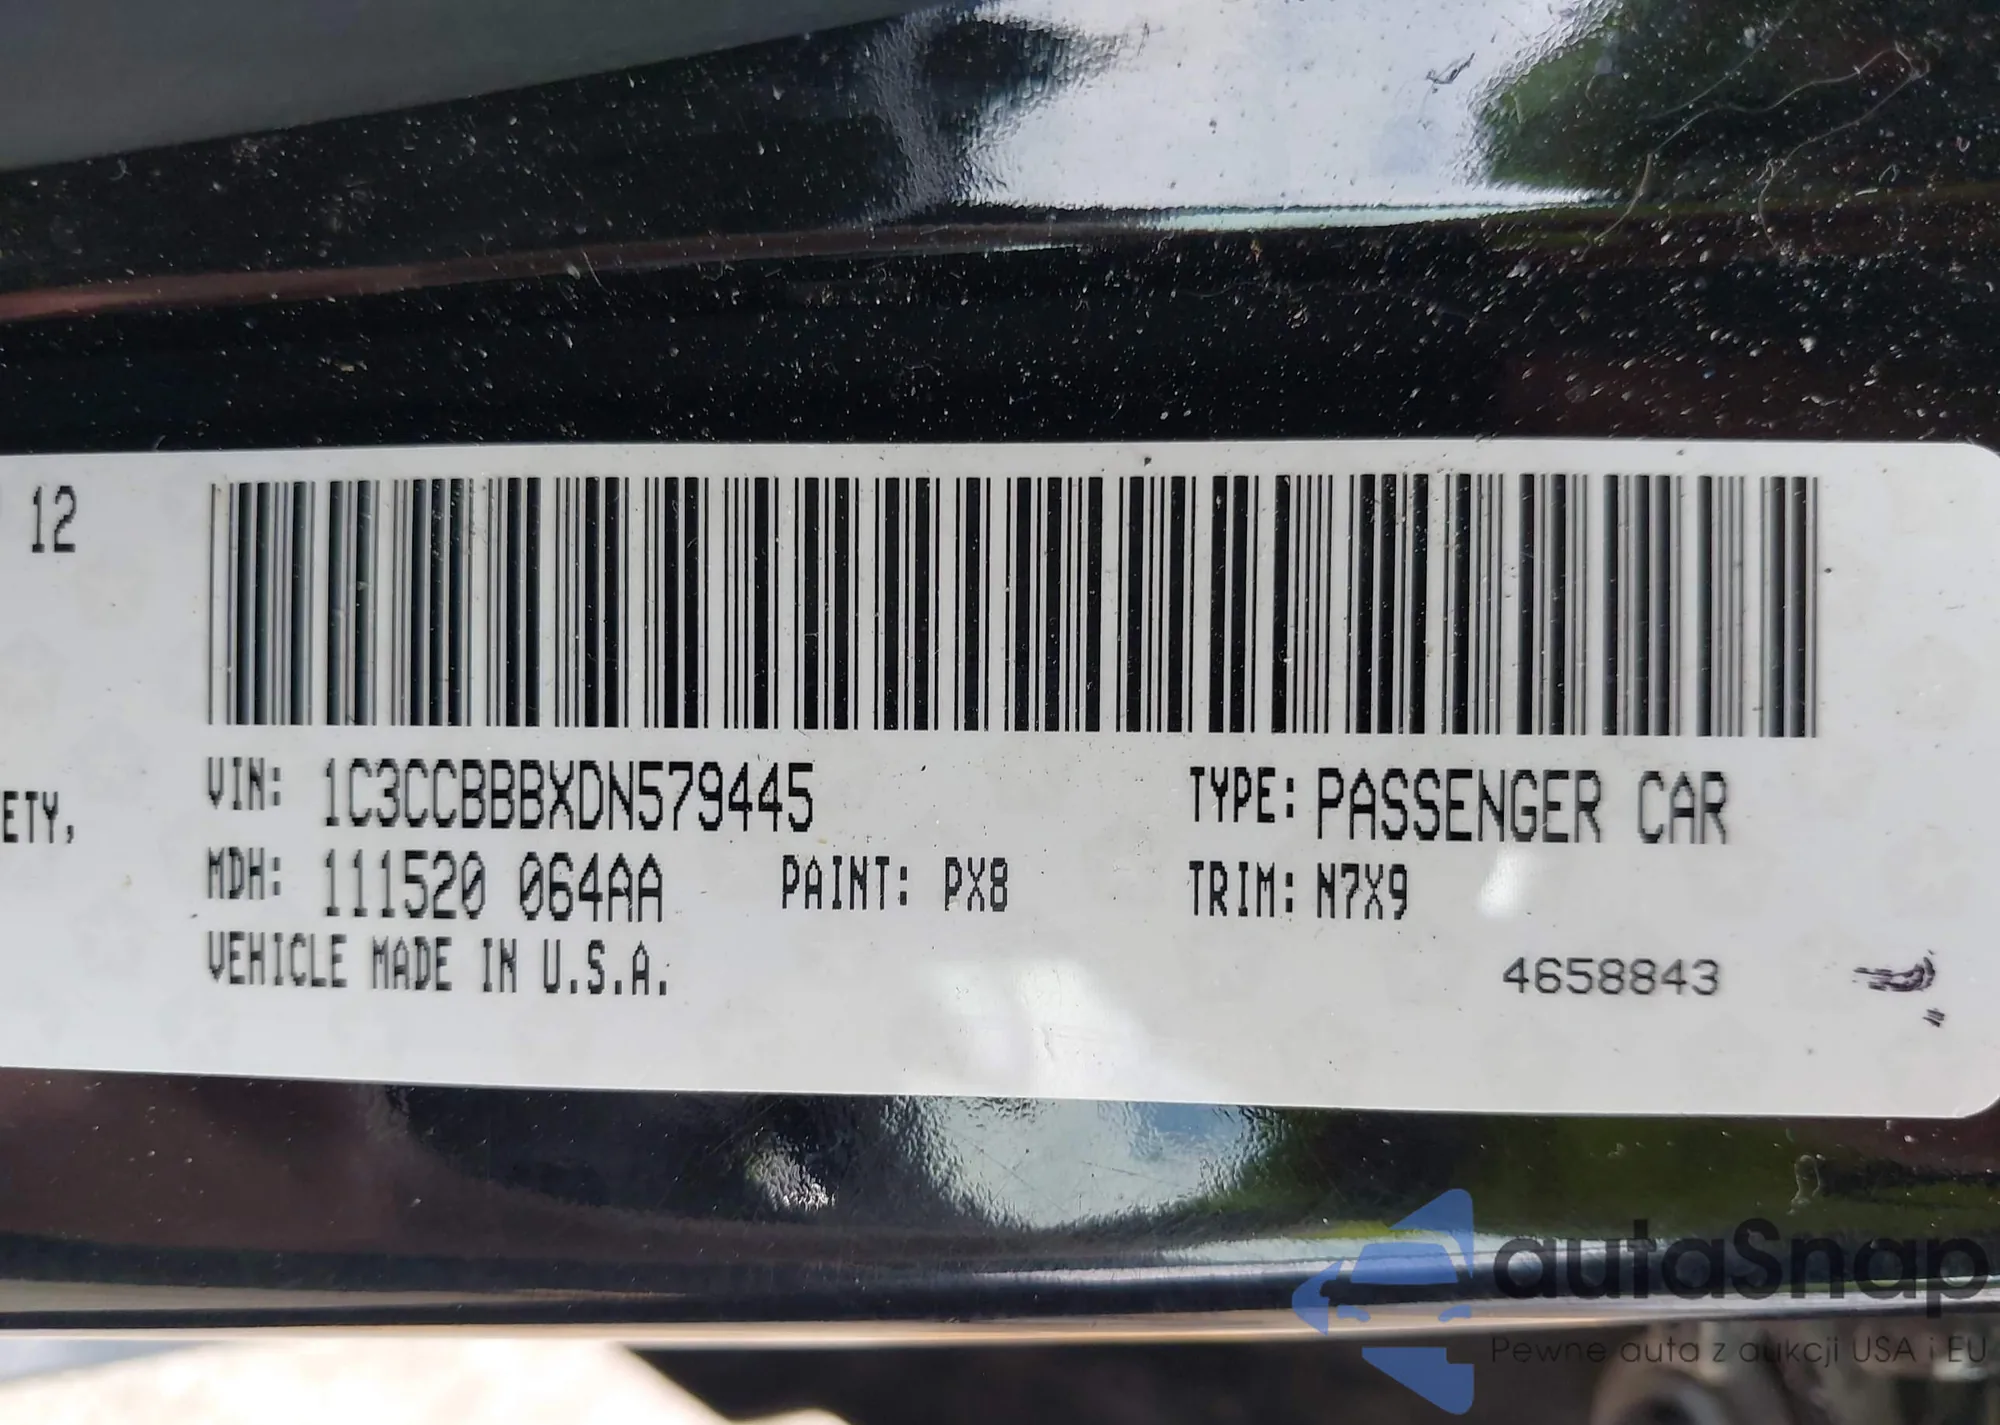 12
ETY,
VIN: 1C3CCBBBXDN579445
TYPE: PASSENGER CAR
MDH: 111520 064AA
PAINT: PX8
TRIM: N7X9
VEHICLE MADE IN U.S.A.
4658843
autaSnap
Pewne auta z aukcji USA i EU